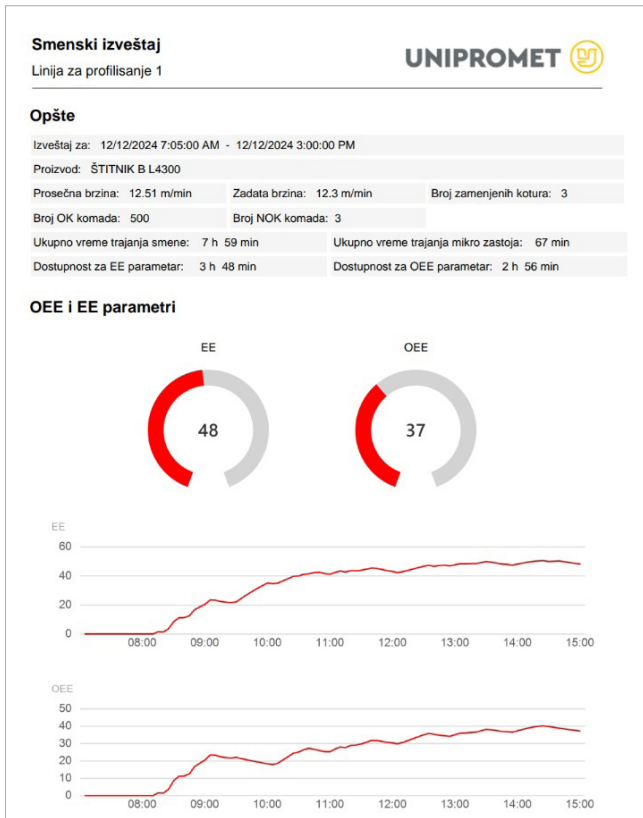 Smenski izveštaj
Linija za profilisanje 1
UNIPROMET
Opšte
Izveštaj za: 12/12/2024 7:05:00 AM - 12/12/2024 3:00:00 PM
Proizvod: ŠTITNIK B L4300
Prosečna brzina: 12.51 m/min Zadata brzina: 12.3 m/min Broj zamenjenih kotura: 3
Broj OK komada: 500 Broj NOK komada: 3
Ukupno vreme trajanja smene: 7 h 59 min Ukupno vreme trajanja mikro zastoja: 67 min
Dostupnost za EE parametar: 3 h 48 min Dostupnost za OEE parametar: 2 h 56 min
OEE i EE parametri
EE OEE
48 37
EE
60
40
20
0
08:00 09:00 10:00 11:00 12:00 13:00 14:00 15:00
OEE
50
40
30
20
10
0
08:00 09:00 10:00 11:00 12:00 13:00 14:00 15:00